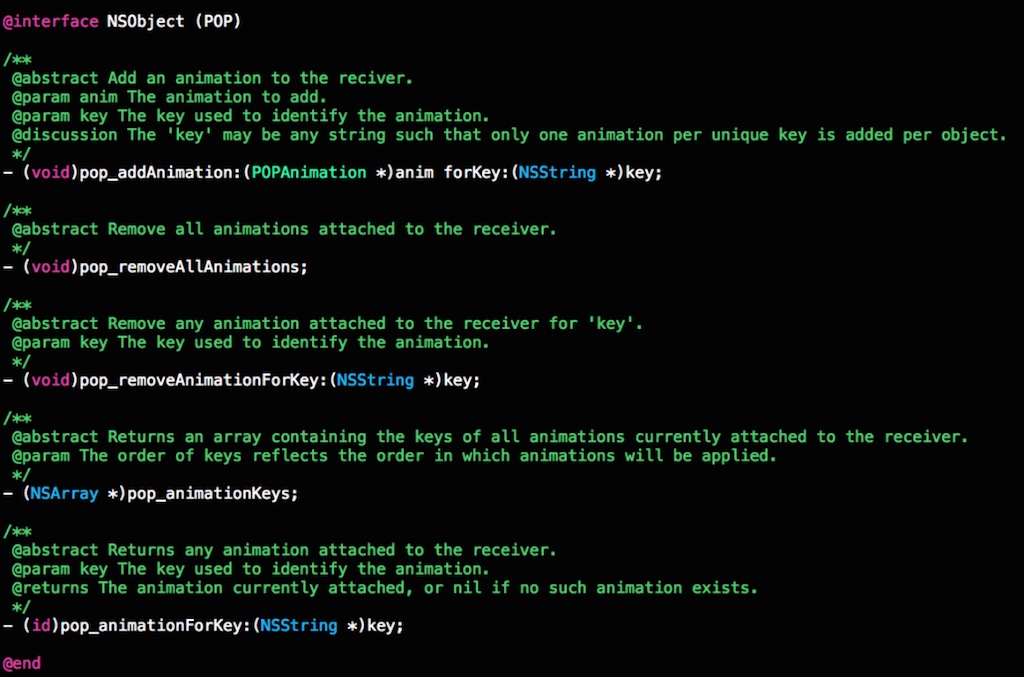 @interface NSObject (POP)
/**
@abstract Add an animation to the reciver.
@param anim The animation to add.
@param key The key used to identify the animation.
@discussion The 'key' may be any string such that only one animation per unique key is added per object.
*/
- (void)pop_addAnimation:(POPAnimation *)anim forKey:(NSString *)key;
/**
@abstract Remove all animations attached to the receiver.
*/
- (void)pop_removeAllAnimations;
/**
@abstract Remove any animation attached to the receiver for 'key'.
@param key The key used to identify the animation.
*/
- (void)pop_removeAnimationForKey:(NSString *)key;
/**
@abstract Returns an array containing the keys of all animations currently attached to the receiver.
@param The order of keys reflects the order in which animations will be applied.
*/
- (NSArray *)pop_animationKeys;
/**
@abstract Returns any animation attached to the receiver.
@param key The key used to identify the animation.
@returns The animation currently attached, or nil if no such animation exists.
*/
- (id)pop_animationForKey:(NSString *)key;
@end